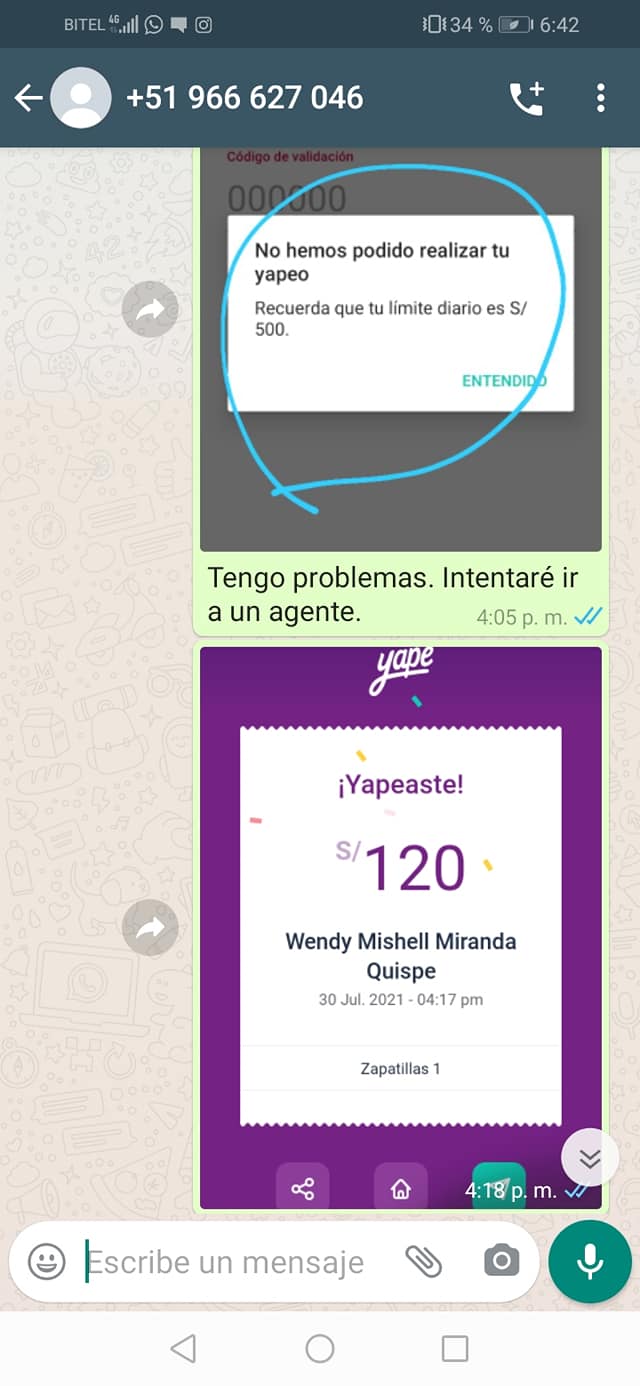 BITEL 4G 34 % 6:42
+51 966 627 046
Código de validación
000000
No hemos podido realizar tu
yapeo
Recuerda que tu límite diario es S/
500.
ENTENDIDO
Tengo problemas. Intentaré ir
a un agente.
4:05 p. m.
yape
¡Yapeaste!
S/120
Wendy Mishell Miranda
Quispe
30 Jul. 2021 - 04:17 pm
Zapatillas 1
4:18 p. m.
Escribe un mensaje